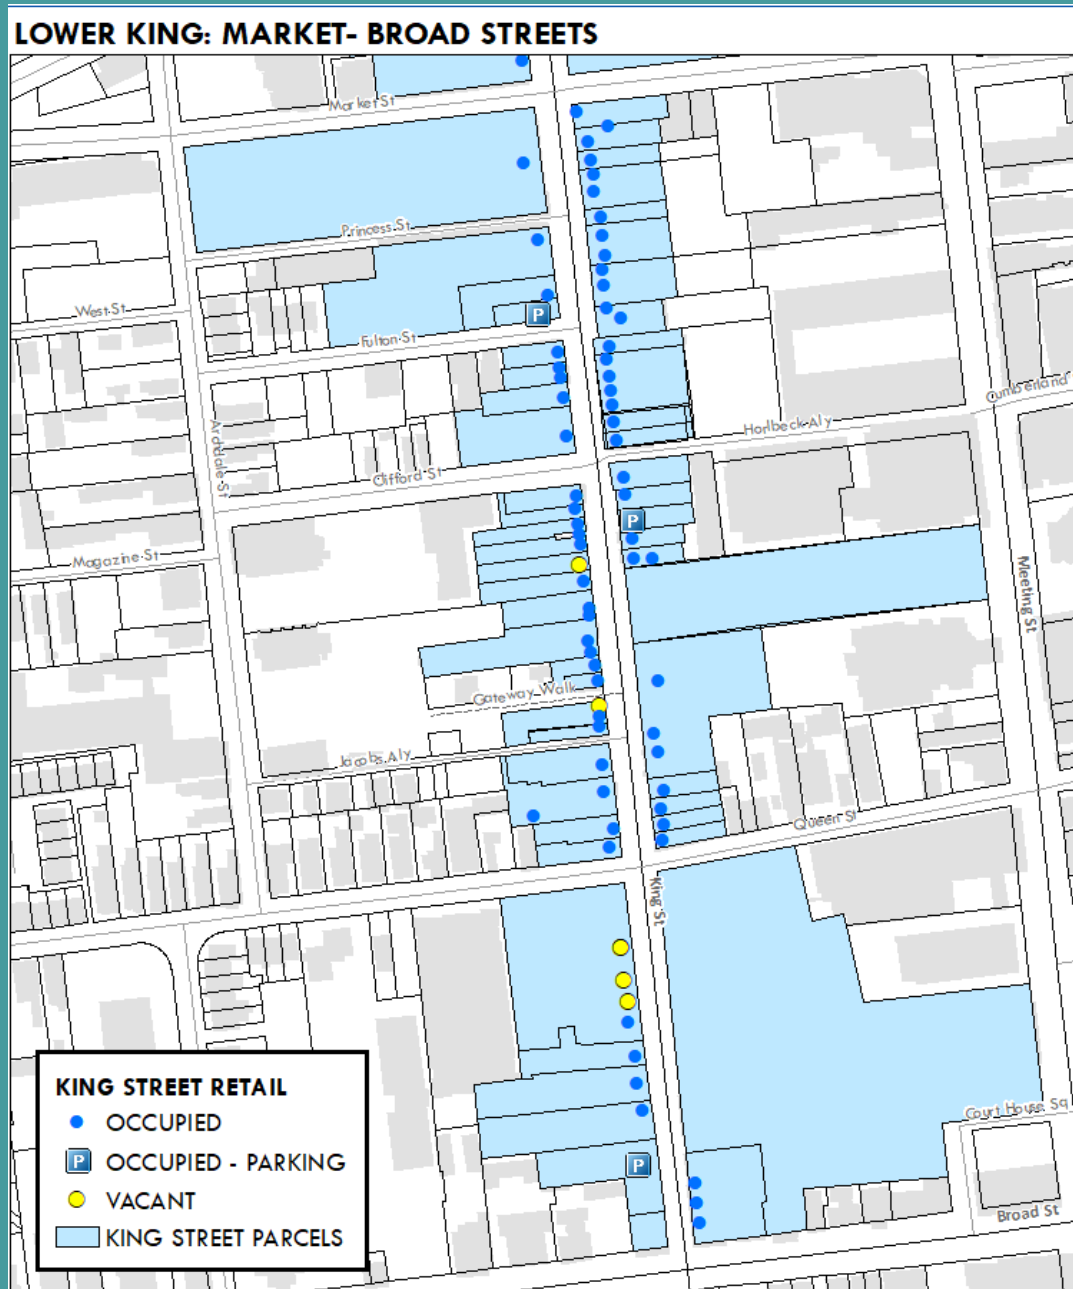 LOWER KING: MARKET- BROAD STREETS
Market St
Princess St
West St
Fulton St
Cumberland
Horlbeck Aly
Archdale St
Clifford St
Magazine St
Meeting St
Gateway Walk
Jacobs Aly
Queen St
King St
P
P
P
KING STREET RETAIL
OCCUPIED
P OCCUPIED - PARKING
VACANT
KING STREET PARCELS
Court House Sq
Broad St